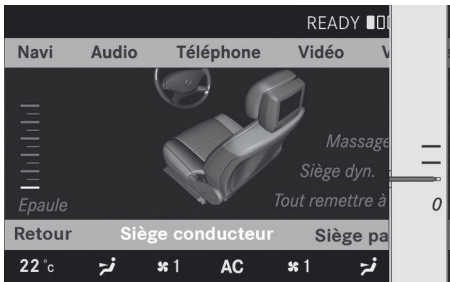 READY
Navi Audio Téléphone Vidéo
Massage
Siège dyn.
Epaule Tout remettre à 0
Retour Siège conducteur Siège pa
22 °c 1 AC 1